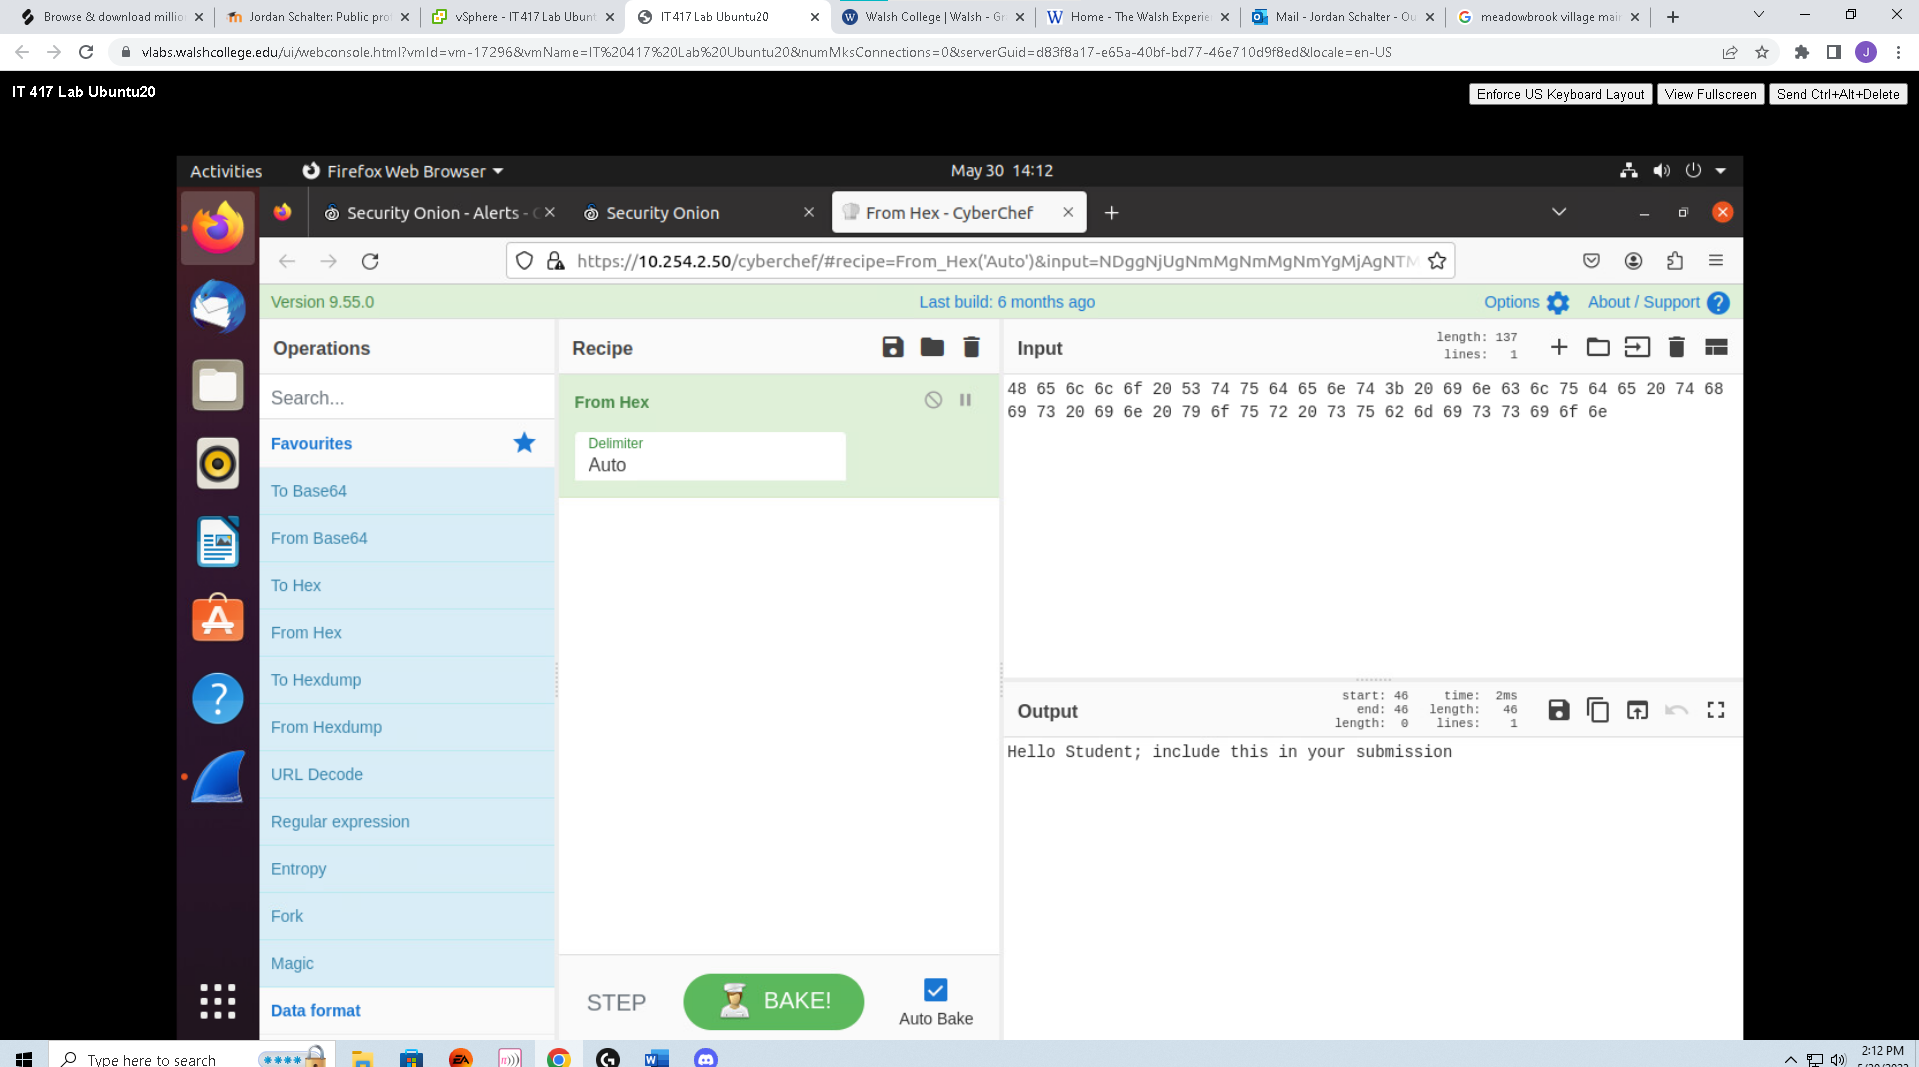 Browse & download millio
Jordan Schalter: Public pro
vSphere - IT 417 Lab Ubunt
IT 417 Lab Ubuntu20
Walsh College | Walsh - Gr
Home - The Walsh Experie
Mail - Jordan Schalter - Ou
meadowbrook village mai
vlabs.walshcollege.edu/ui/webconsole.html?vmId=vm-17296&vmName=IT%20417%20Lab%20Ubuntu20&numMksConnections=0&serverGuid=d83f8a17-e65a-40bf-bd77-46e710d9f8ed&locale=en-US
J
IT 417 Lab Ubuntu20
Enforce US Keyboard Layout
View Fullscreen
Send Ctrl+Alt+Delete
Activities
Firefox Web Browser
May 30 14:12
Security Onion - Alerts -
Security Onion
From Hex - CyberChef
https://10.254.2.50/cyberchef/#recipe=From_Hex('Auto')&input=NDggNjUgNmMgNmMgNmYgMjAgNTM
Version 9.55.0
Last build: 6 months ago
Options
About / Support
Operations
Search...
Favourites
To Base64
From Base64
To Hex
From Hex
To Hexdump
From Hexdump
URL Decode
Regular expression
Entropy
Fork
Magic
Data format
Recipe
From Hex
Delimiter
Auto
STEP
BAKE!
Auto Bake
Input
length: 137
lines: 1
48 65 6c 6c 6f 20 53 74 75 64 65 6e 74 3b 20 69 6e 63 6c 75 64 65 20 74 68
69 73 20 69 6e 20 79 6f 75 72 20 73 75 62 6d 69 73 73 69 6f 6e
Output
start: 46 time: 2ms
end: 46 length: 46
length: 0 lines: 1
Hello Student; include this in your submission
Type here to search
2:12 PM